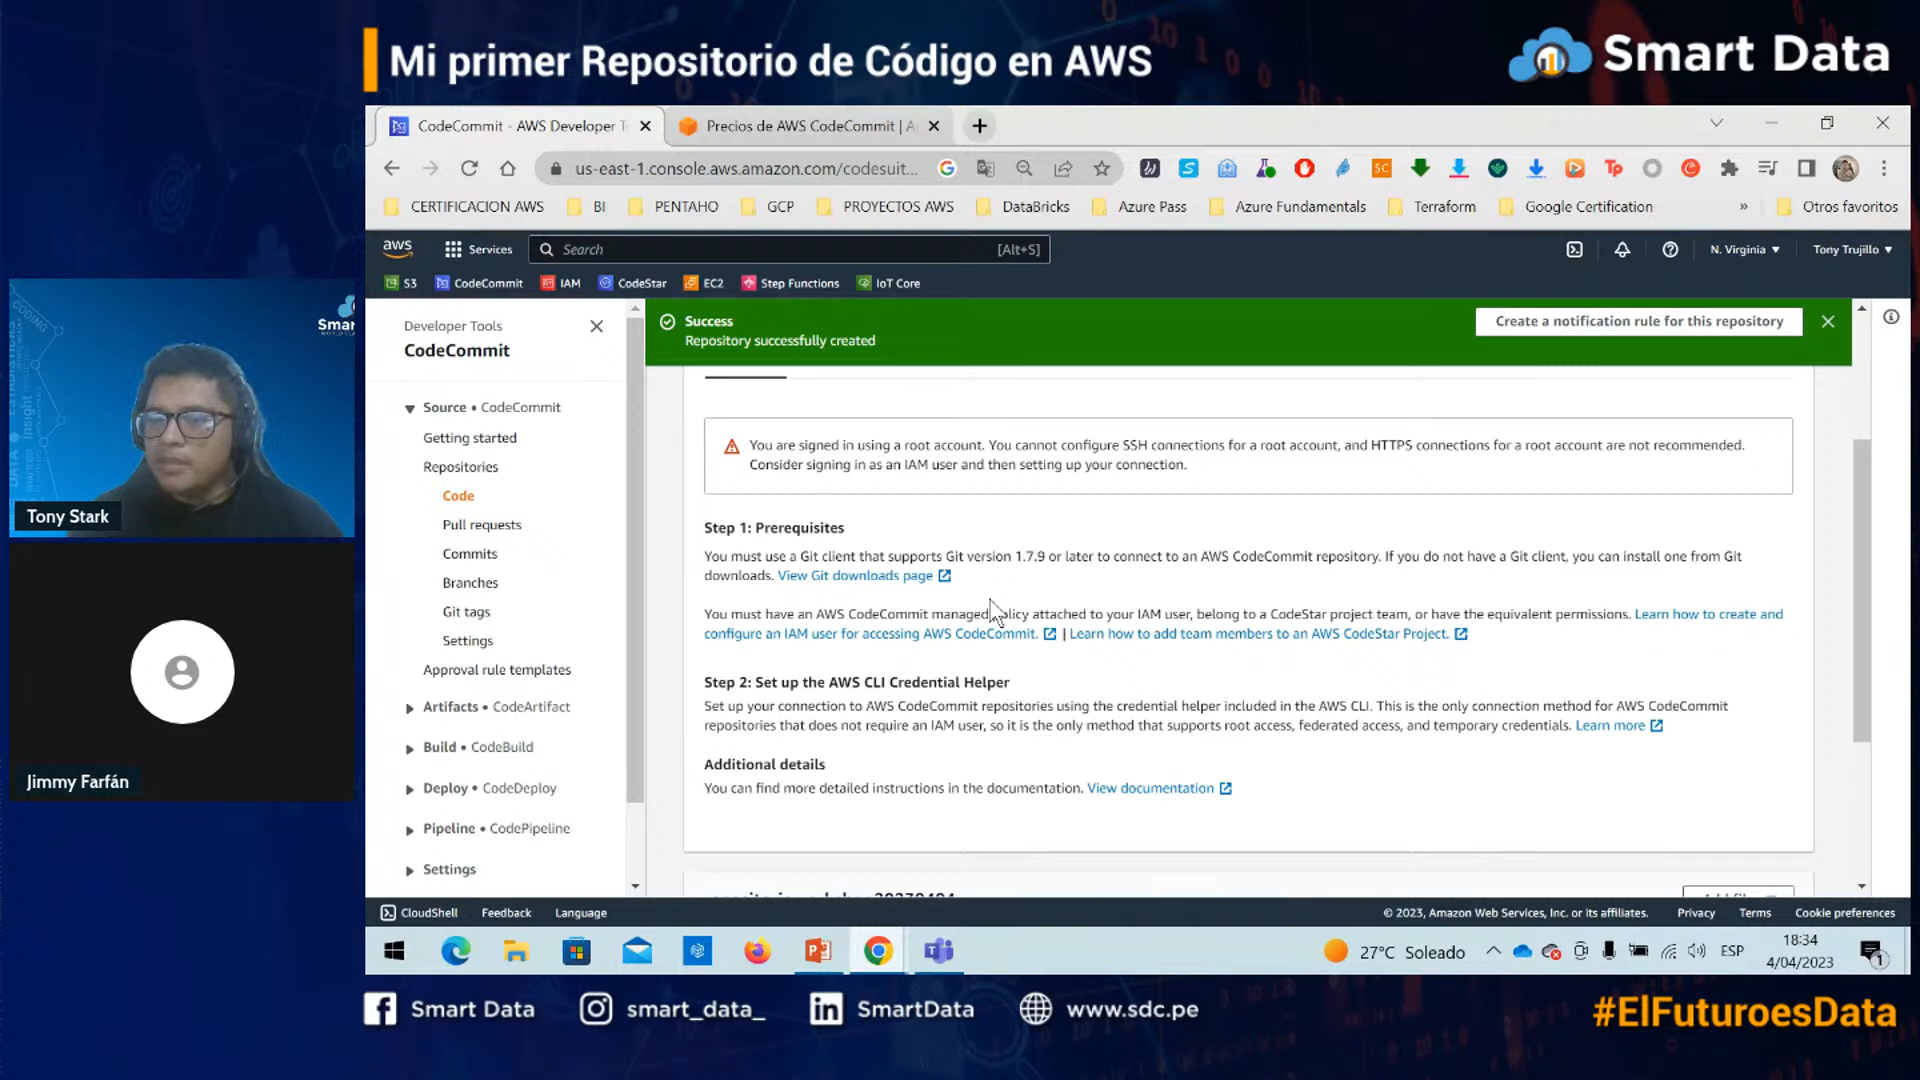 Mi primer Repositorio de Código en AWS
Smart Data
CodeCommit - AWS Developer T
Precios de AWS CodeCommit | A
us-east-1.console.aws.amazon.com/codesuit...
CERTIFICACION AWS
BI
PENTAHO
GCP
PROYECTOS AWS
DataBricks
Azure Pass
Azure Fundamentals
Terraform
Google Certification
»
Otros favoritos
aws
Services
Search
[Alt+S]
N. Virginia
Tony Trujillo
S3
CodeCommit
IAM
CodeStar
EC2
Step Functions
IoT Core
Developer Tools
CodeCommit
Source • CodeCommit
Getting started
Repositories
Code
Pull requests
Commits
Branches
Git tags
Settings
Approval rule templates
Artifacts • CodeArtifact
Build • CodeBuild
Deploy • CodeDeploy
Pipeline • CodePipeline
Settings
Success
Repository successfully created
Create a notification rule for this repository
You are signed in using a root account. You cannot configure SSH connections for a root account, and HTTPS connections for a root account are not recommended.
Consider signing in as an IAM user and then setting up your connection.
Step 1: Prerequisites
You must use a Git client that supports Git version 1.7.9 or later to connect to an AWS CodeCommit repository. If you do not have a Git client, you can install one from Git
downloads. View Git downloads page
You must have an AWS CodeCommit managed policy attached to your IAM user, belong to a CodeStar project team, or have the equivalent permissions. Learn how to create and
configure an IAM user for accessing AWS CodeCommit. | Learn how to add team members to an AWS CodeStar Project.
Step 2: Set up the AWS CLI Credential Helper
Set up your connection to AWS CodeCommit repositories using the credential helper included in the AWS CLI. This is the only connection method for AWS CodeCommit
repositories that does not require an IAM user, so it is the only method that supports root access, federated access, and temporary credentials. Learn more
Additional details
You can find more detailed instructions in the documentation. View documentation
CloudShell
Feedback
Language
© 2023, Amazon Web Services, Inc. or its affiliates.
Privacy
Terms
Cookie preferences
27°C Soleado
ESP
18:34
4/04/2023
1
Tony Stark
Jimmy Farfán
Smart Data
smart_data_
SmartData
www.sdc.pe
#ElFuturoesData